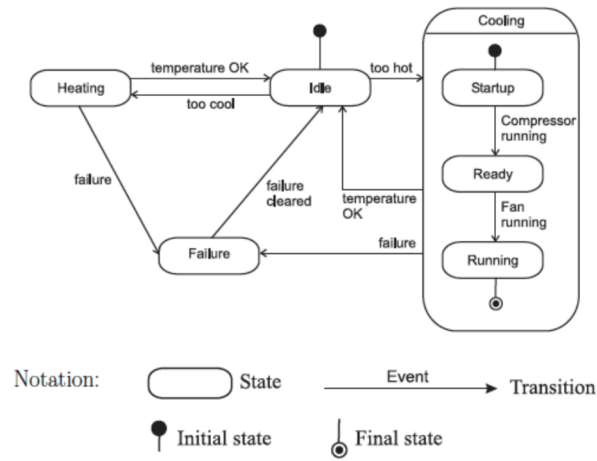 Cooling
temperature OK
too hot
Heating
Idle
Startup
too cool
Compressor
running
failure
failure
cleared
temperature
OK
Ready
Fan
running
failure
Failure
Running
Notation:
State
Event
Transition
Initial state
Final state